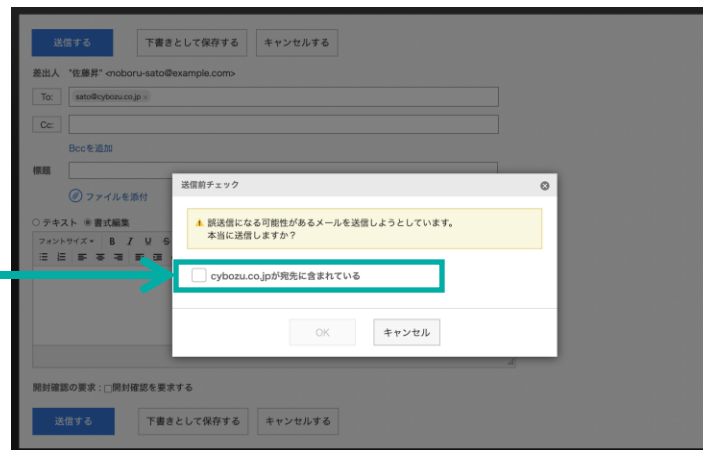 送信する 下書きとして保存する キャンセルする
差出人 "佐藤昇" <noboru-sato@example.com>
To: sato@cybozu.co.jp ×
Cc:
Bccを追加
標題
ファイルを添付
テキスト 書式編集
フォントサイズ B I U S
送信前チェック
誤送信になる可能性があるメールを送信しようとしています。
本当に送信しますか？
cybozu.co.jpが宛先に含まれている
OK キャンセル
開封確認の要求 : 開封確認を要求する
送信する 下書きとして保存する キャンセルする